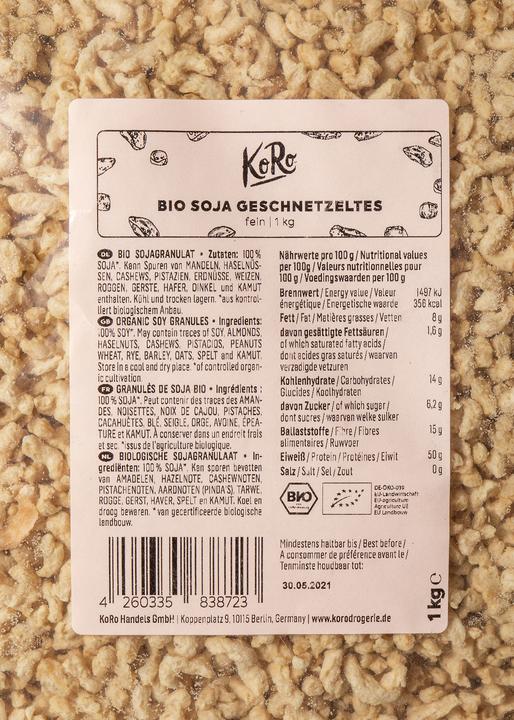 KoRo
BIO SOJA GESCHNETZELTES
fein | 1 kg
DE BIO SOJAGRANULAT • Zutaten: 100 %
SOJA*. Kann Spuren von MANDELN, HASELNÜS-
SEN, CASHEWS, PISTAZIEN, ERDNÜSSE, WEIZEN,
ROGGEN, GERSTE, HAFER, DINKEL und KAMUT
enthalten. Kühl und trocken lagern. *aus kontrol-
liert biologischem Anbau.
GB ORGANIC SOY GRANULES • Ingredients:
100% SOY*. May contain traces of SOY, ALMONDS,
HASELNUTS, CASHEWS, PISTACIOS, PEANUTS
WHEAT, RYE, BARLEY, OATS, SPELT and KAMUT.
Store in a cool and dry place. *of controlled organ-
ic cultivation
FR GRANULÉS DE SOJA BIO • Ingrédients :
100 % SOJA*. Peut contenir des traces des AMAN-
DES, NOISETTES, NOIX DE CAJOU, PISTACHES,
CACAHUÈTES, BLÉ, SEIGLE, ORGE, AVOINE, ÉPEA-
TURE et KAMUT. À conserver dans un endroit frais
et sec. *issus de l'agriculture biologique.
NL BIOLOGISCHE SOJAGRANULAAT • In-
grediënten: 100 % SOJA*. Kan sporen bevatten
van AMADELEN, HAZELNOTE, CASHEWNOTEN,
PISTACHENOTEN, AARDNOTEN (PINDA'S), TARWE,
ROGGE, GERST, HAVER, SPELT en KAMUT. Koel en
droog bewaren. *van gecertificeerde biologische
landbouw.
Nährwerte pro 100 g / Nutritional values
per 100g / Valeurs nutritionnelles pour
100 g / Voedingswaarden per 100 g
Brennwert / Energy value / Valeur 1497 kJ
énergétique / Energetische waarde 356 kcal
Fett / Fat / Matières grasses / Vetten 8 g
davon gesättigte Fettsäuren / 1,6 g
of which saturated fatty acids /
dont acides gras saturés / waarvan
verzadigde vetzuren
Kohlenhydrate / Carbohydrates / 14 g
Glucides / Koolhydraten
davon Zucker / of which sugar / 6,2 g
dont sucres / waarvan welke suiker
Ballaststoffe / Fibre / Fibres 15 g
alimentaires / Ruwvoer
Eiweiß / Protein / Protéines / Eiwit 50 g
Salz / Salt / Sel / Zout 0 g
BIO
DE-ÖKO-039
EU-Landwirtschaft
EU-agriculture
Agriculture UE
EU Landbouw
Mindestens haltbar bis / Best before /
A consommer de préférence avant le /
Tenminste houdbaar tot:
30.05.2021
4 260335 838723
1 kg ℮
KoRo Handels GmbH | Koppenplatz 9, 10115 Berlin, Germany | www.korodrogerie.de